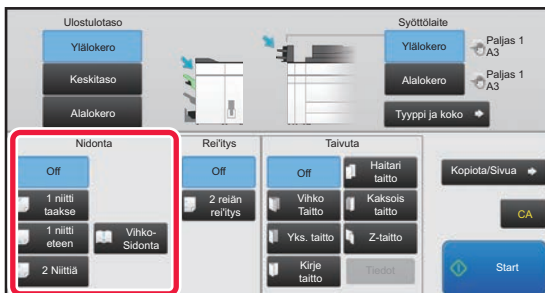 Ulostulotaso
Ylälokero
Keskitaso
Alalokero
Syöttölaite
Ylälokero
Paljas 1
A3
Alalokero
Paljas 1
A3
Tyyppi ja koko
Nidonta
Off
1 niitti
taakse
1 niitti
eteen
2 Niittiä
Vihko-
Sidonta
Rei'itys
Off
2 reiän
rei'itys
Taivuta
Off
Haitari
taitto
Vihko
Taitto
Kaksois
taitto
Yks. taitto
Z-taitto
Kirje
taitto
Tiedot
Kopiota/Sivua
CA
Start